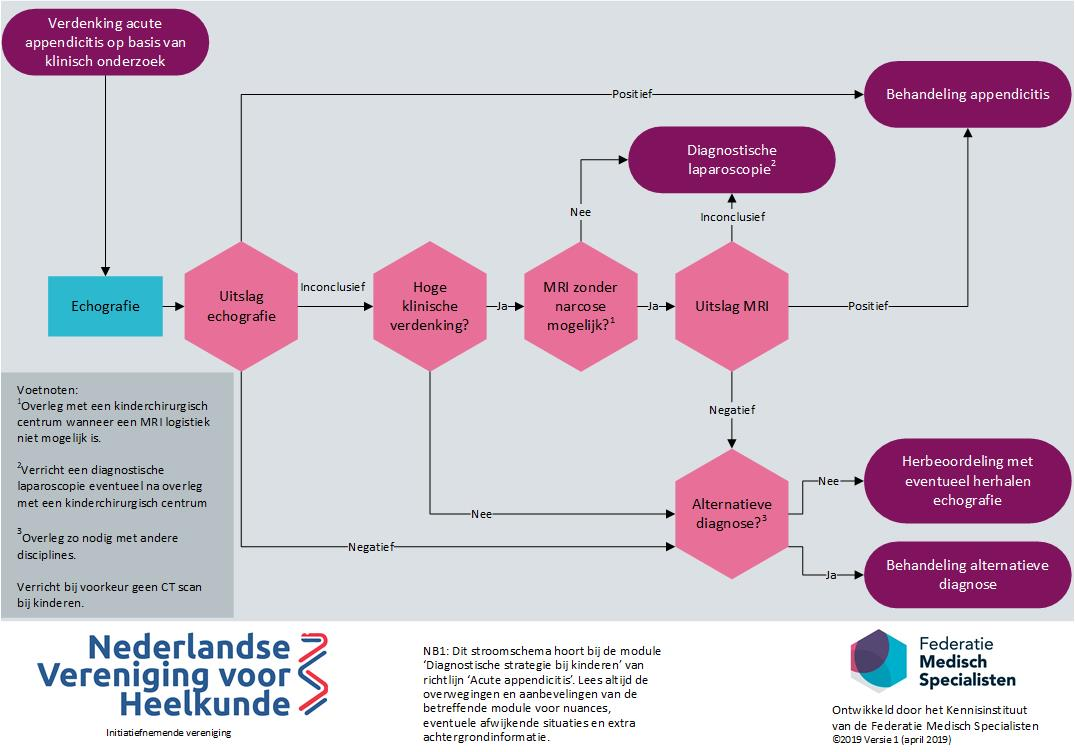 Verdenking acute
appendicitis op basis van
klinisch onderzoek
Positief
Behandeling appendicitis
Diagnostische
laparoscopie²
Nee
Inconclusief
Echografie
Uitslag
echografie
Inconclusief
Hoge
klinische
verdenking?
Ja
MRI zonder
narcose
mogelijk?¹
Ja
Uitslag MRI
Positief
Negatief
Voetnoten:
¹Overleg met een kinderchirurgisch
centrum wanneer een MRI logistiek
niet mogelijk is.
²Verricht een diagnostische
laparoscopie eventueel na overleg
met een kinderchirurgisch centrum
³Overleg zo nodig met andere
disciplines.
Verricht bij voorkeur geen CT scan
bij kinderen.
Nee
Negatief
Alternatieve
diagnose?³
Nee
Herbeoordeling met
eventueel herhalen
echografie
Ja
Behandeling alternatieve
diagnose
Nederlandse
Vereniging voor
Heelkunde
Initiatiefnemende vereniging
NB1: Dit stroomschema hoort bij de module
‘Diagnostische strategie bij kinderen’ van
richtlijn ‘Acute appendicitis’. Lees altijd de
overwegingen en aanbevelingen van de
betreffende module voor nuances,
eventuele afwijkende situaties en extra
achtergrondinformatie.
Federatie
Medisch
Specialisten
Ontwikkeld door het Kennisinstituut
van de Federatie Medisch Specialisten
©2019 Versie 1 (april 2019)